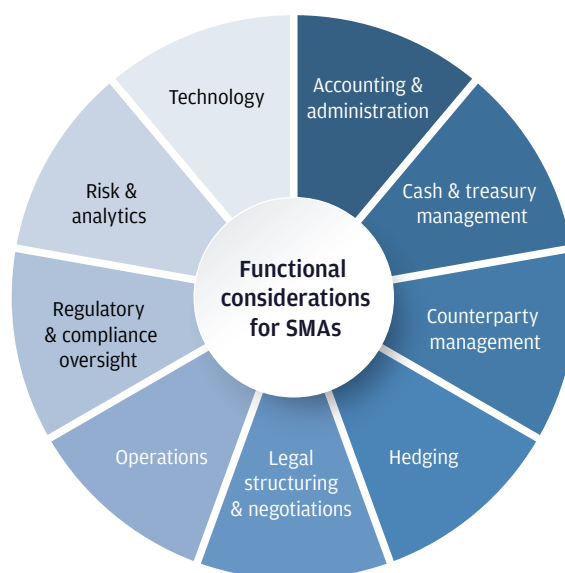 Functional
considerations
for SMAs
Accounting &
administration
Cash & treasury
management
Counterparty
management
Hedging
Legal
structuring
& negotiations
Operations
Regulatory
& compliance
oversight
Risk &
analytics
Technology